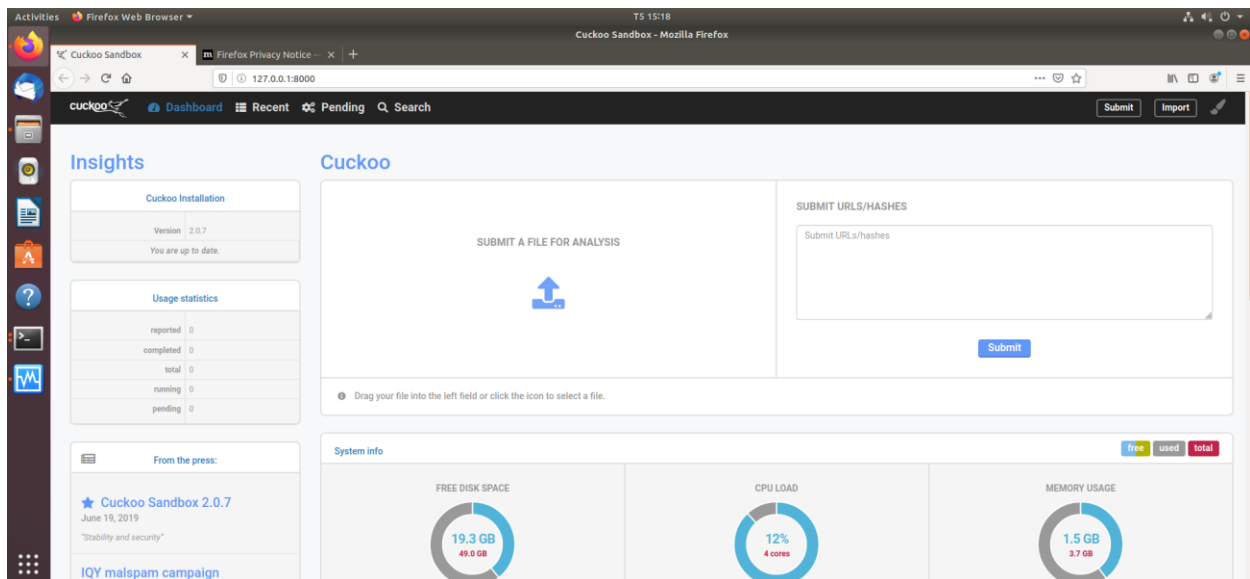 Activities Firefox Web Browser T5 15:18
Cuckoo Sandbox - Mozilla Firefox
Cuckoo Sandbox Firefox Privacy Notice —
127.0.0.1:8000
cuckoo Dashboard Recent Pending Search Submit Import
Insights
Cuckoo Installation
Version 2.0.7
You are up to date.
Usage statistics
reported 0
completed 0
total 0
running 0
pending 0
From the press:
Cuckoo Sandbox 2.0.7
June 19, 2019
"Stability and security"
IQY malspam campaign
Cuckoo
SUBMIT A FILE FOR ANALYSIS
SUBMIT URLS/HASHES
Submit URLs/hashes
Submit
Drag your file into the left field or click the icon to select a file.
System info free used total
FREE DISK SPACE
19.3 GB
49.0 GB
CPU LOAD
12%
4 cores
MEMORY USAGE
1.5 GB
3.7 GB